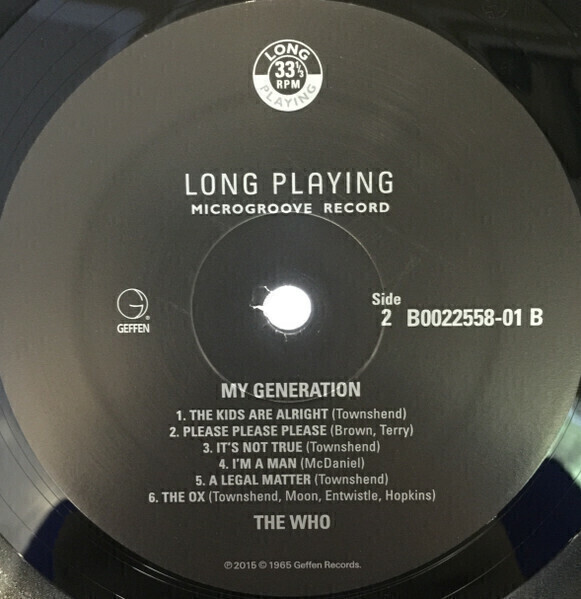 LONG
33 1/3
RPM
PLAYING
LONG PLAYING
MICROGROOVE RECORD
GEFFEN
Side
2 B0022558-01 B
MY GENERATION
1. THE KIDS ARE ALRIGHT (Townshend)
2. PLEASE PLEASE PLEASE (Brown, Terry)
3. IT'S NOT TRUE (Townshend)
4. I'M A MAN (McDaniel)
5. A LEGAL MATTER (Townshend)
6. THE OX (Townshend, Moon, Entwistle, Hopkins)
THE WHO
℗ 2015 © 1965 Geffen Records.